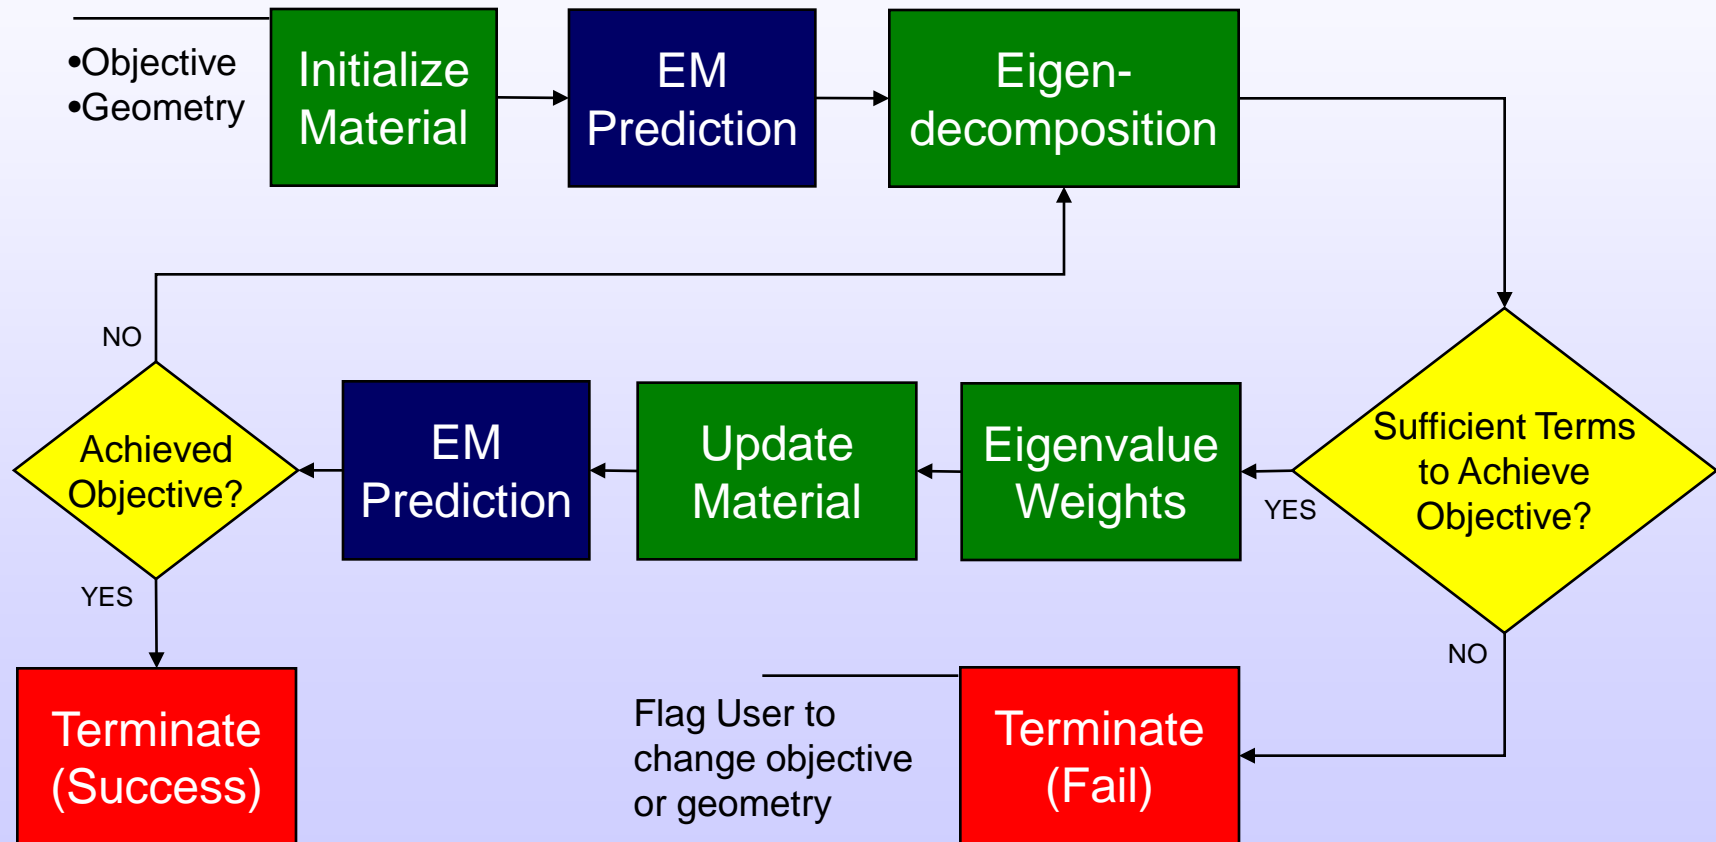 •Objective
•Geometry
Initialize
Material
EM
Prediction
Eigen-
decomposition
NO
Achieved
Objective?
YES
EM
Prediction
Update
Material
Eigenvalue
Weights
YES
Sufficient Terms
to Achieve
Objective?
NO
Terminate
(Success)
Flag User to
change objective
or geometry
Terminate
(Fail)